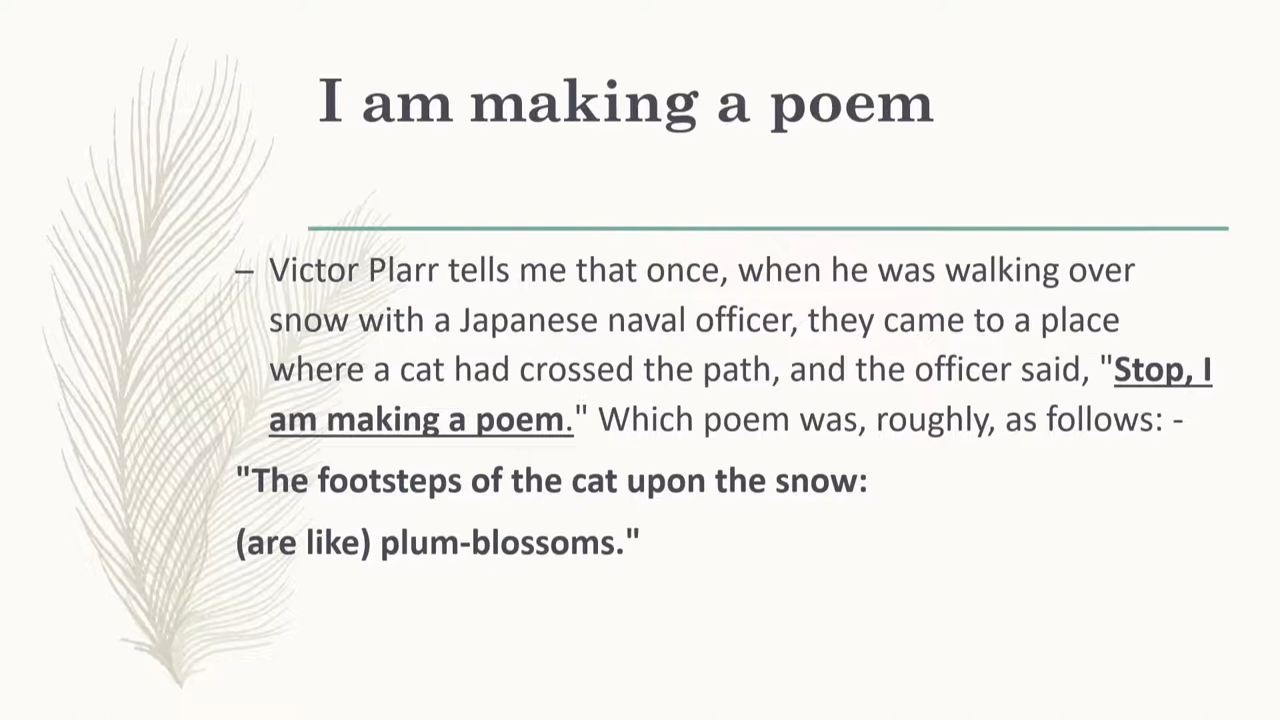 I am making a poem
– Victor Plarr tells me that once, when he was walking over
snow with a Japanese naval officer, they came to a place
where a cat had crossed the path, and the officer said, "Stop, I
am making a poem." Which poem was, roughly, as follows: -
"The footsteps of the cat upon the snow:
(are like) plum-blossoms."